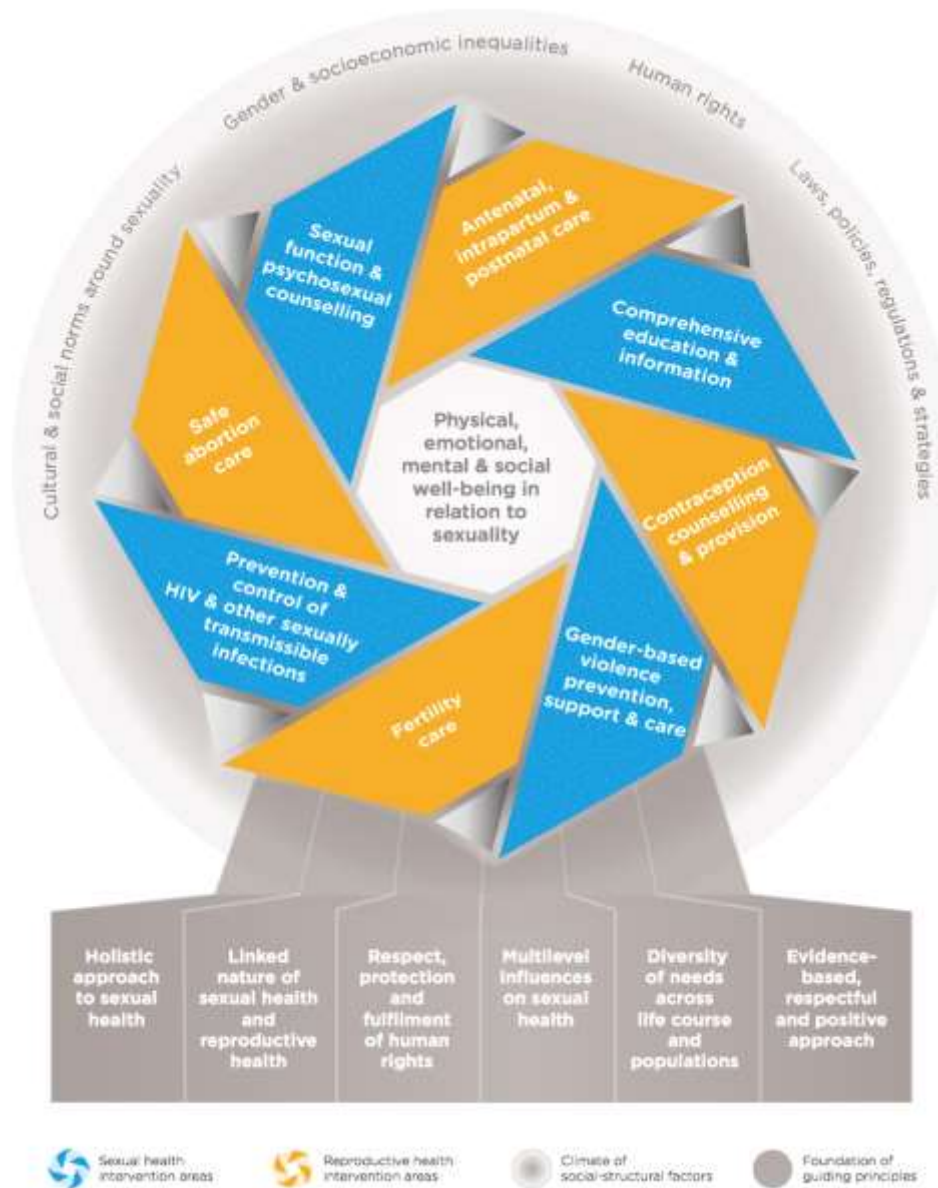 Gender & socioeconomic inequalities
Human rights
Cultural & social norms around sexuality
Laws, policies, regulations & strategies
Sexual
function &
psychosexual
counselling
Antenatal,
intrapartum &
postnatal care
Comprehensive
education &
information
Safe
abortion
care
Physical,
emotional,
mental & social
well-being in
relation to
sexuality
Contraception
counselling
& provision
Prevention &
control of
HIV & other sexually
transmissible
infections
Gender-based
violence
prevention,
support & care
Fertility
care
Holistic
approach
to sexual
health
Linked
nature of
sexual health
and
reproductive
health
Respect,
protection
and
fulfilment
of human
rights
Multilevel
influences
on sexual
health
Diversity
of needs
across
life course
and
populations
Evidence-
based,
respectful
and positive
approach
Sexual health
intervention areas
Reproductive health
intervention areas
Climate of
social-structural factors
Foundation of
guiding principles